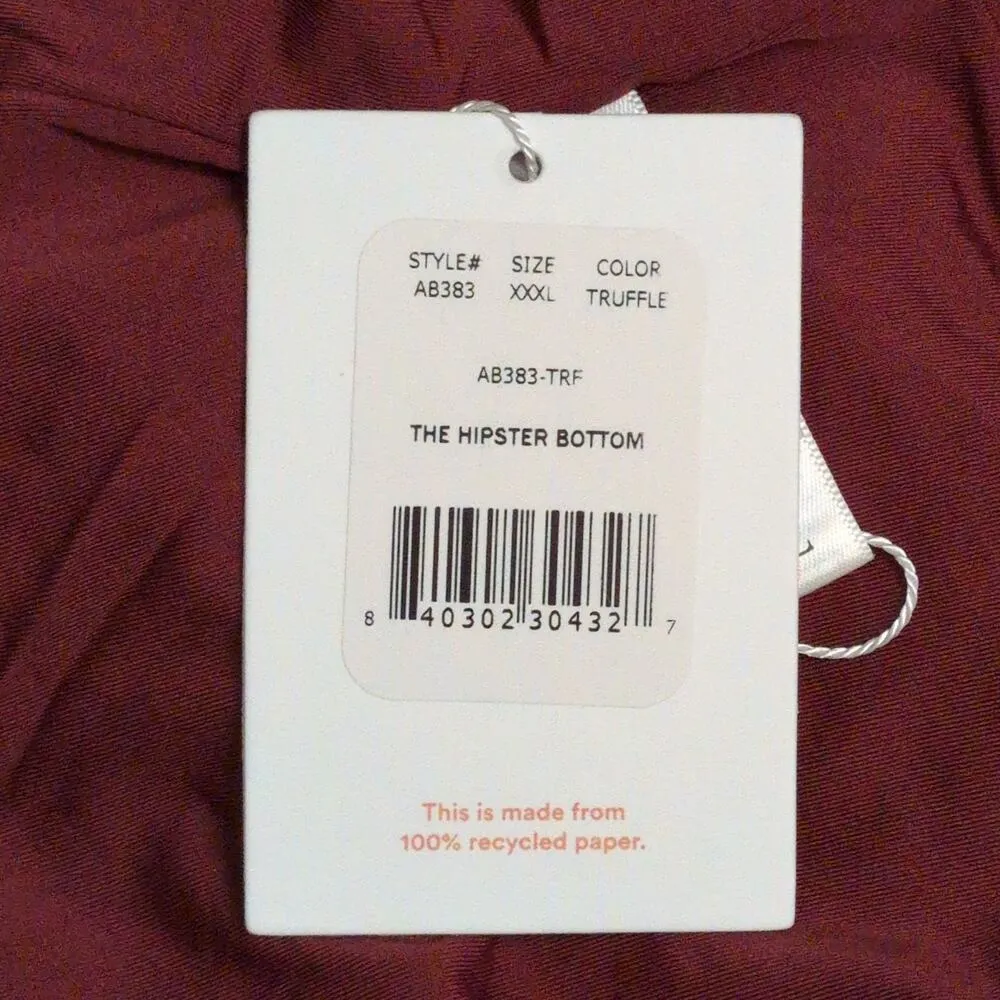 STYLE# SIZE COLOR
AB383 XXXL TRUFFLE
AB383-TRF
THE HIPSTER BOTTOM
8 40302 30432 7
This is made from
100% recycled paper.